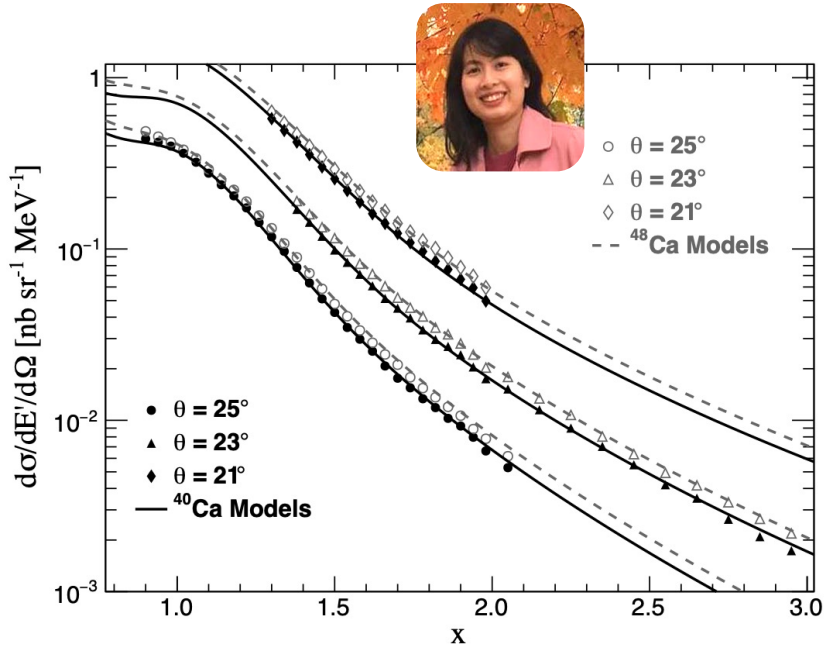 1
10⁻¹
10⁻²
10⁻³
dσ/dE'/dΩ [nb sr⁻¹ MeV⁻¹]
θ = 25°
θ = 23°
θ = 21°
⁴⁸Ca Models
θ = 25°
θ = 23°
θ = 21°
⁴⁰Ca Models
1.0 1.5 2.0 2.5 3.0
x